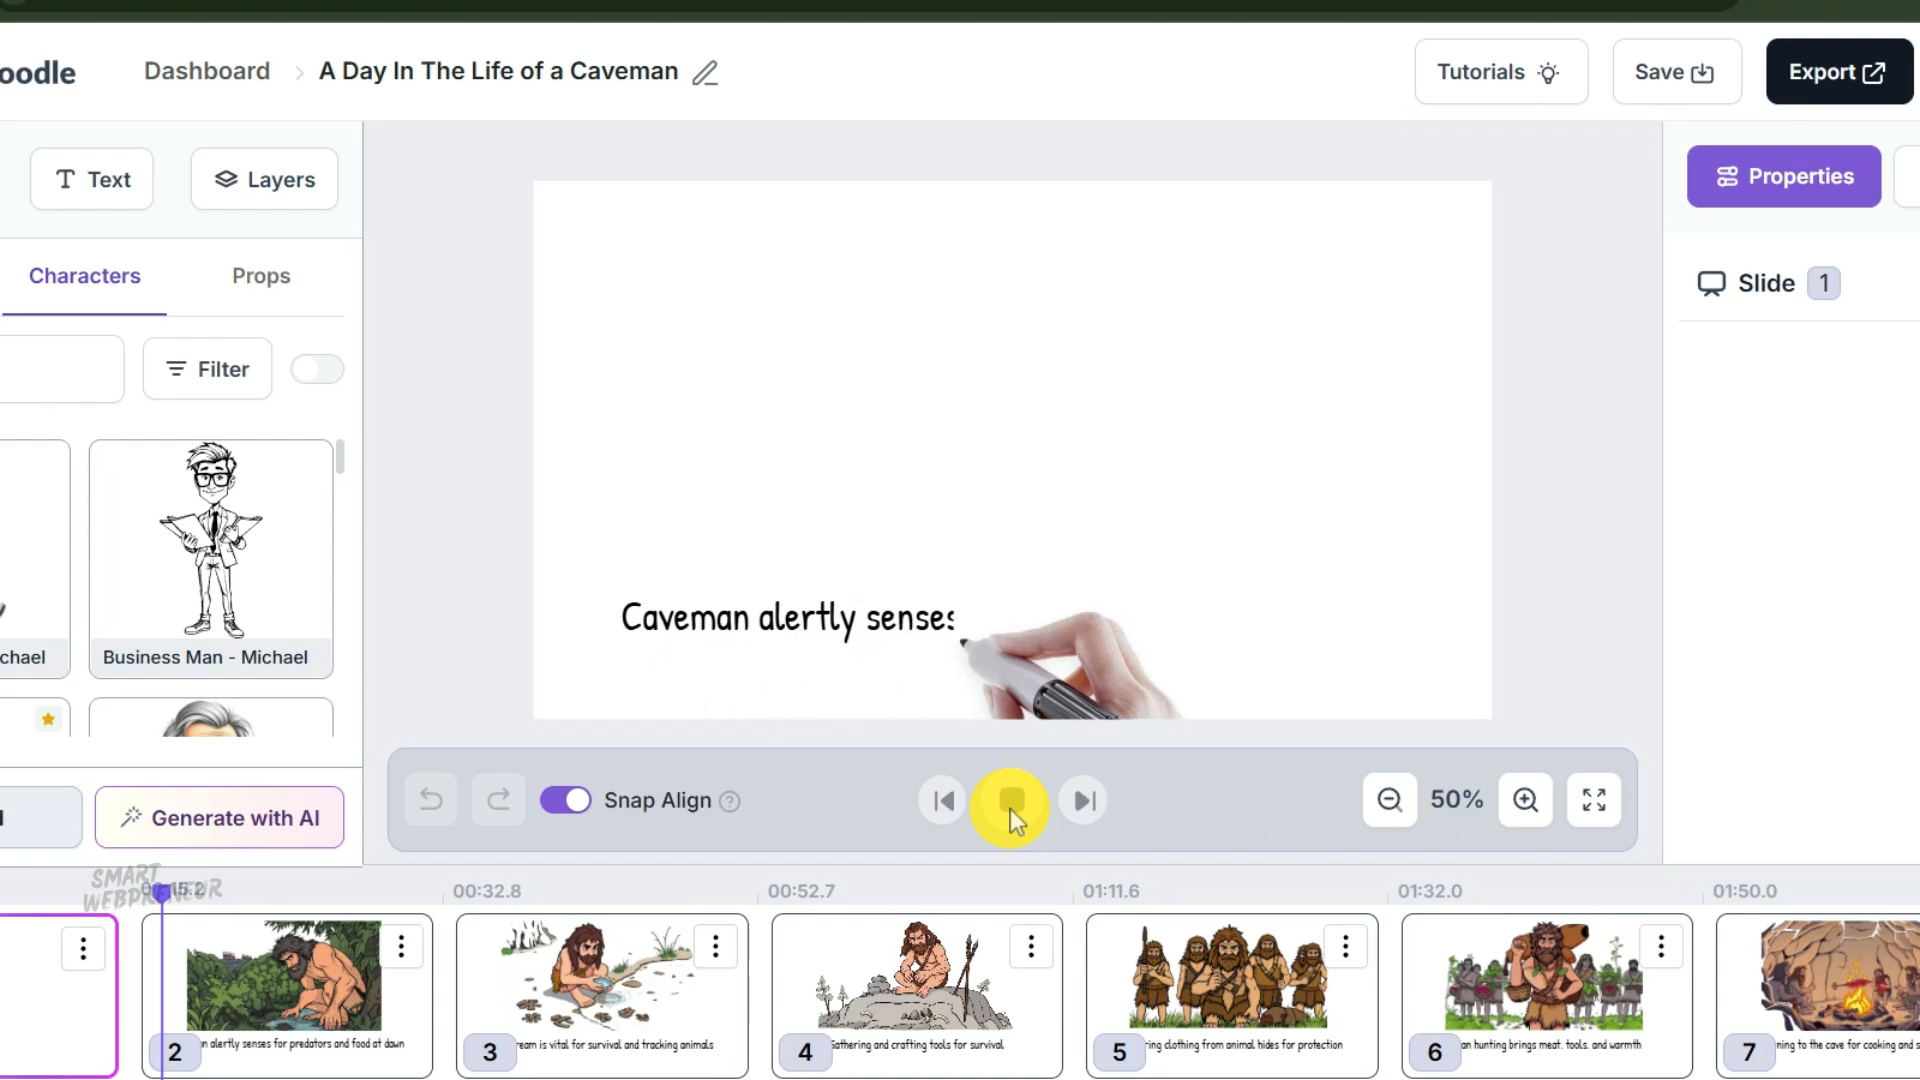 oodle
Dashboard > A Day In The Life of a Caveman
Tutorials
Save
Export
Text
Layers
Properties
Characters
Props
Slide 1
Filter
chael
Business Man - Michael
Caveman alertly senses
Snap Align
50%
Generate with AI
SMART
WEBPRENEUR
00:32.8
00:52.7
01:11.6
01:32.0
01:50.0
2
n alertly senses for predators and food at dawn
3
ream is vital for survival and tracking animals
4
Gathering and crafting tools for survival
5
ring clothing from animal hides for protection
6
an hunting brings meat, tools, and warmth
7
ning to the cave for cooking and s